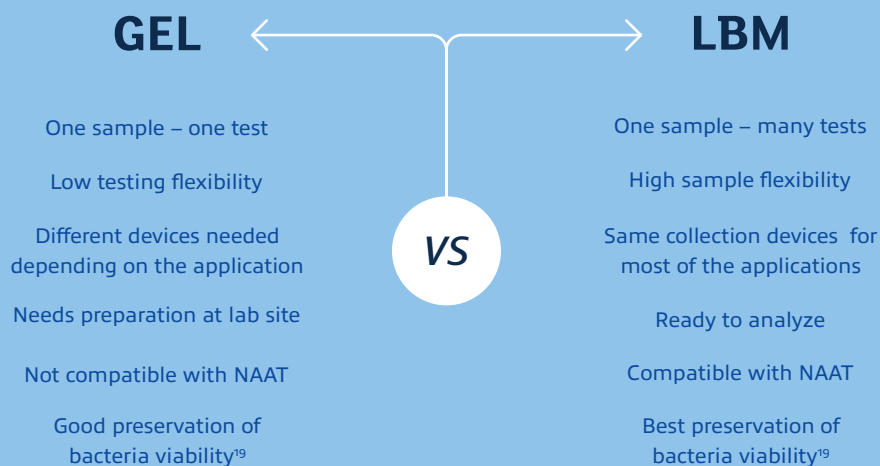 GEL
One sample – one test
Low testing flexibility
Different devices needed
depending on the application
Needs preparation at lab site
Not compatible with NAAT
Good preservation of
bacteria viability¹⁹
VS
LBM
One sample – many tests
High sample flexibility
Same collection devices for
most of the applications
Ready to analyze
Compatible with NAAT
Best preservation of
bacteria viability¹⁹